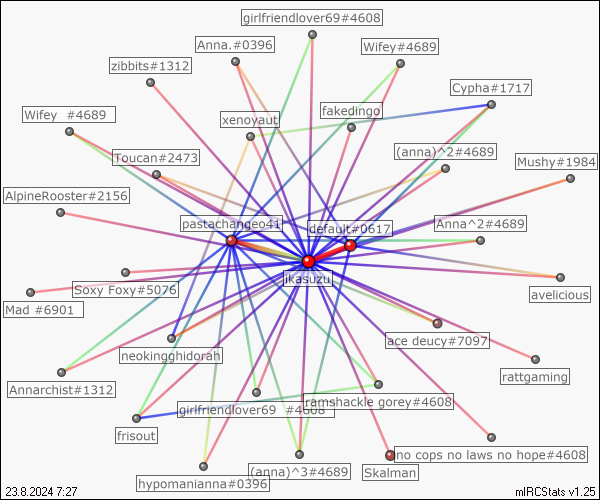 girlfriendlover69#4608
Anna.#0396
Wifey#4689
zibbits#1312
Cypha#1717
Wifey  #4689
xenoyaut
fakedingo
(anna)^2#4689
Toucan#2473
Mushy#1984
AlpineRooster#2156
pastachangeo41
default#0617
Anna^2#4689
ikasuzu
Soxy Foxy#5076
avelicious
Mad #6901
ace deucy#7097
neokingghidorah
rattgaming
Annarchist#1312
girlfriendlover69  #4608
ramshackle gorey#4608
frisout
no cops no laws no hope#4608
(anna)^3#4689
Skalman
hypomanianna#0396
23.8.2024 7:27
mIRCStats v1.25